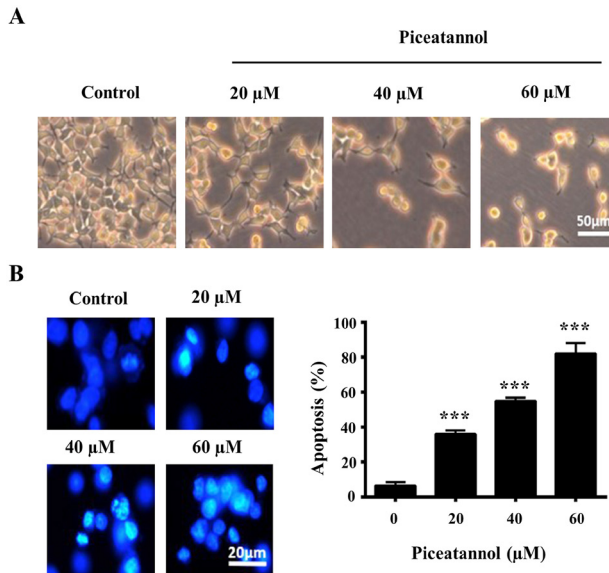 A
Piceatannol
Control
20 µM
40 µM
60 µM
50µm
B
Control
20 µM
40 µM
60 µM
20µm
Apoptosis (%)
100
80
60
40
20
0
***
***
***
0
20
40
60
Piceatannol (µM)